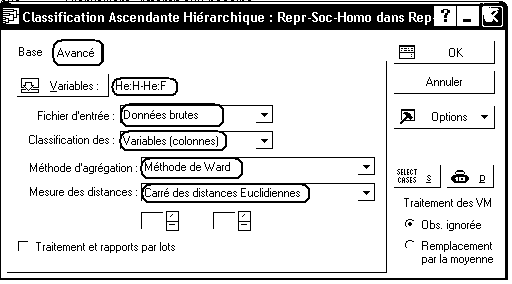 Classification Ascendante Hiérarchique : Repr-Soc-Homo dans Rep
? _
Base Avancé
OK
Variables : He:H-He:F
Annuler
Fichier d'entrée : Données brutes
Options
Classification des : Variables (colonnes)
Méthode d'agrégation : Méthode de Ward
Mesure des distances : Carré des distances Euclidiennes
SELECT CASES S D
Traitement des VM
Obs. ignorée
Remplacement
par la moyenne
Traitement et rapports par lots